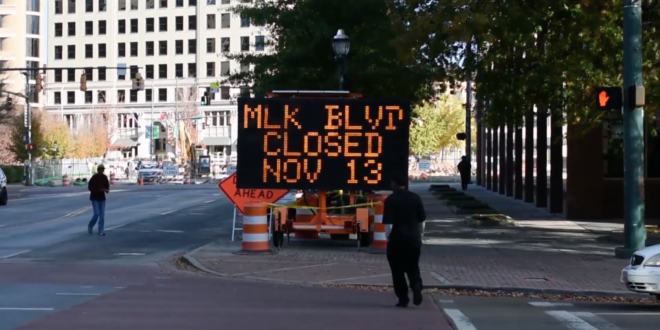 MLK BLVD
CLOSED
NOV 13
AHEAD